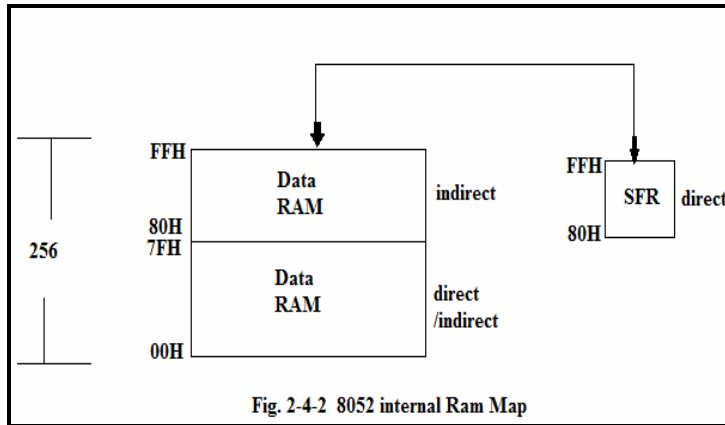 FFH
Data
RAM
indirect
80H
7FH
256
Data
RAM
direct
/indirect
00H
FFH
SFR
direct
80H
Fig. 2-4-2 8052 internal Ram Map